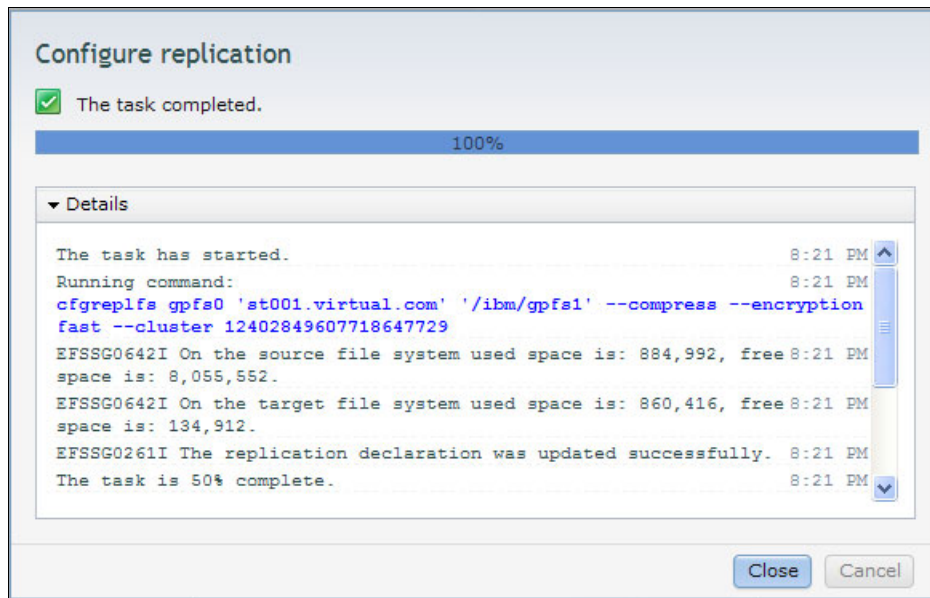 Configure replication
The task completed.
100%
Details
The task has started. 8:21 PM
Running command: 8:21 PM
cfgreplfs gpfs0 'st001.virtual.com' '/ibm/gpfs1' --compress --encryption
fast --cluster 12402849607718647729
EFSSG0642I On the source file system used space is: 884,992, free 8:21 PM
space is: 8,055,552.
EFSSG0642I On the target file system used space is: 860,416, free 8:21 PM
space is: 134,912.
EFSSG0261I The replication declaration was updated successfully. 8:21 PM
The task is 50% complete. 8:21 PM
Close Cancel